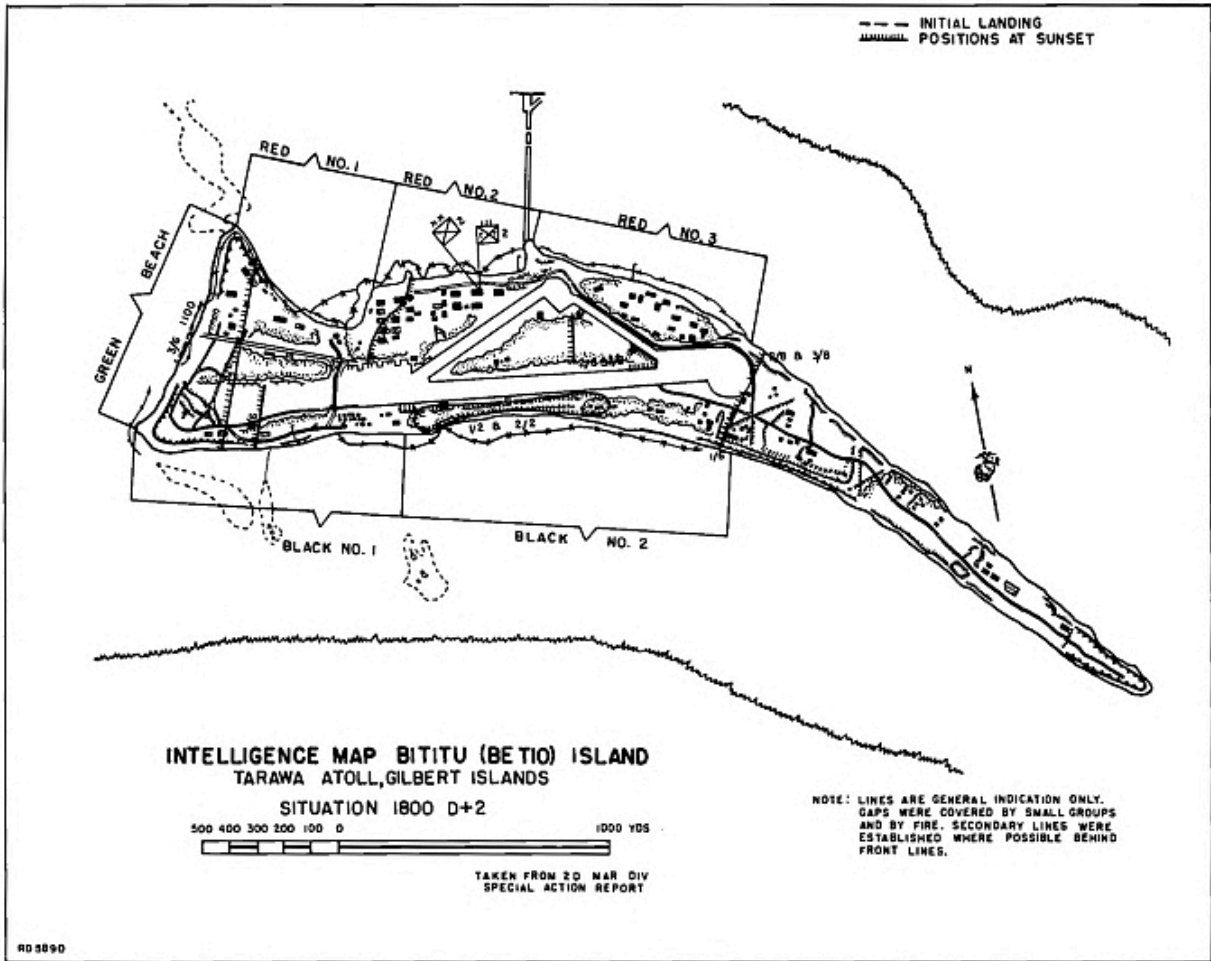 INITIAL LANDING
POSITIONS AT SUNSET
RED NO. 1
RED NO. 2
RED NO. 3
GREEN BEACH
3/6 1100
2
2
& 3/8
N
1/2 & 2/2
1/6
BLACK NO. 1
BLACK NO. 2
INTELLIGENCE MAP BITITU (BETIO) ISLAND
TARAWA ATOLL, GILBERT ISLANDS
SITUATION 1800 D+2
500 400 300 200 100 0 1000 YDS
TAKEN FROM 2D MAR DIV
SPECIAL ACTION REPORT
NOTE: LINES ARE GENERAL INDICATION ONLY.
GAPS WERE COVERED BY SMALL GROUPS
AND BY FIRE. SECONDARY LINES WERE
ESTABLISHED WHERE POSSIBLE BEHIND
FRONT LINES.
RD 5890